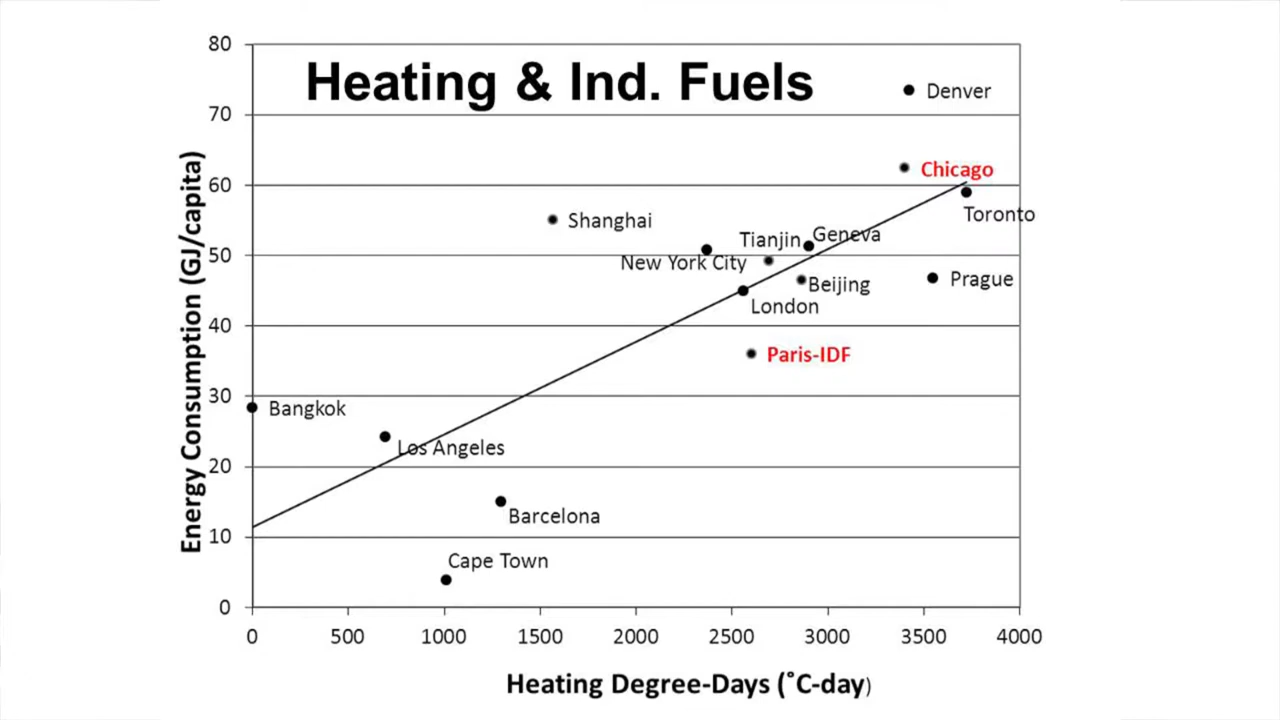 Heating & Ind. Fuels
Energy Consumption (GJ/capita)
80
70
60
50
40
30
20
10
0
Denver
Chicago
Toronto
Shanghai
Tianjin
Geneva
New York City
Beijing
Prague
London
Paris-IDF
Bangkok
Los Angeles
Barcelona
Cape Town
0 500 1000 1500 2000 2500 3000 3500 4000
Heating Degree-Days (˚C-day)